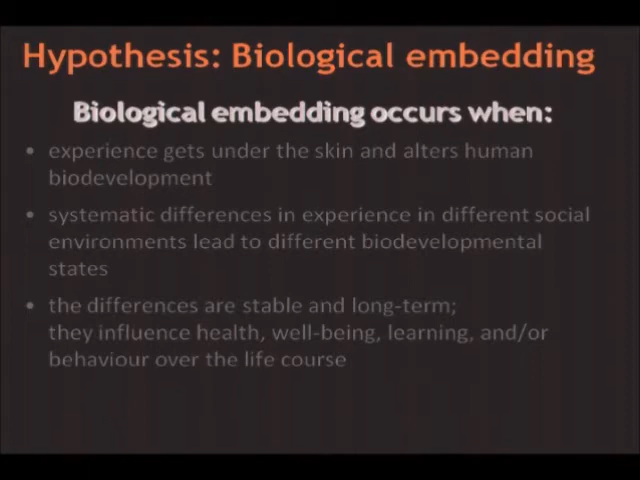 Hypothesis: Biological embedding
Biological embedding occurs when:
• experience gets under the skin and alters human
biodevelopment
• systematic differences in experience in different social
environments lead to different biodevelopmental
states
• the differences are stable and long-term;
they influence health, well-being, learning, and/or
behaviour over the life course